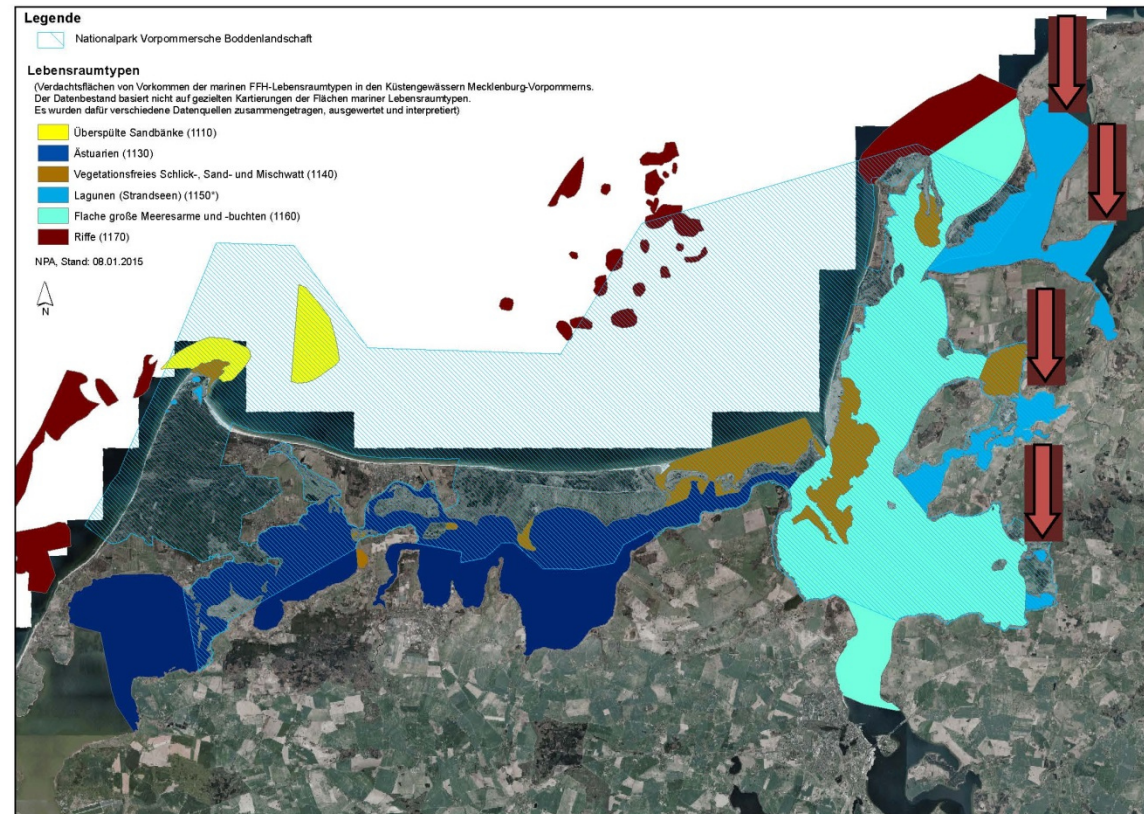 Legende
Nationalpark Vorpommersche Boddenlandschaft
Lebensraumtypen
(Verdachtsflächen von Vorkommen der marinen FFH-Lebensraumtypen in den Küstengewässern Mecklenburg-Vorpommerns.
Der Datenbestand basiert nicht auf gezielten Kartierungen der Flächen mariner Lebensraumtypen.
Es wurden dafür verschiedene Datenquellen zusammengetragen, ausgewertet und interpretiert)
Überspülte Sandbänke (1110)
Ästuarien (1130)
Vegetationsfreies Schlick-, Sand- und Mischwatt (1140)
Lagunen (Strandseen) (1150*)
Flache große Meeresarme und -buchten (1160)
Riffe (1170)
NPA, Stand: 08.01.2015
N